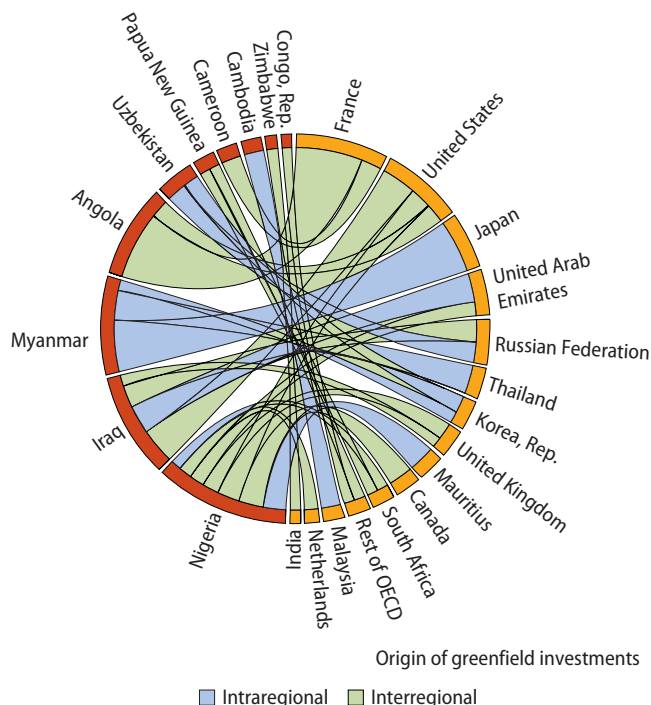 Papua New Guinea
Uzbekistan
Cameroon
Cambodia
Zimbabwe
Congo, Rep.
France
United States
Angola
Japan
United Arab
Emirates
Myanmar
Russian Federation
Thailand
Iraq
Korea, Rep.
United Kingdom
Nigeria
Mauritius
Canada
South Africa
Rest of OECD
Malaysia
Netherlands
India
Origin of greenfield investments
Intraregional
Interregional